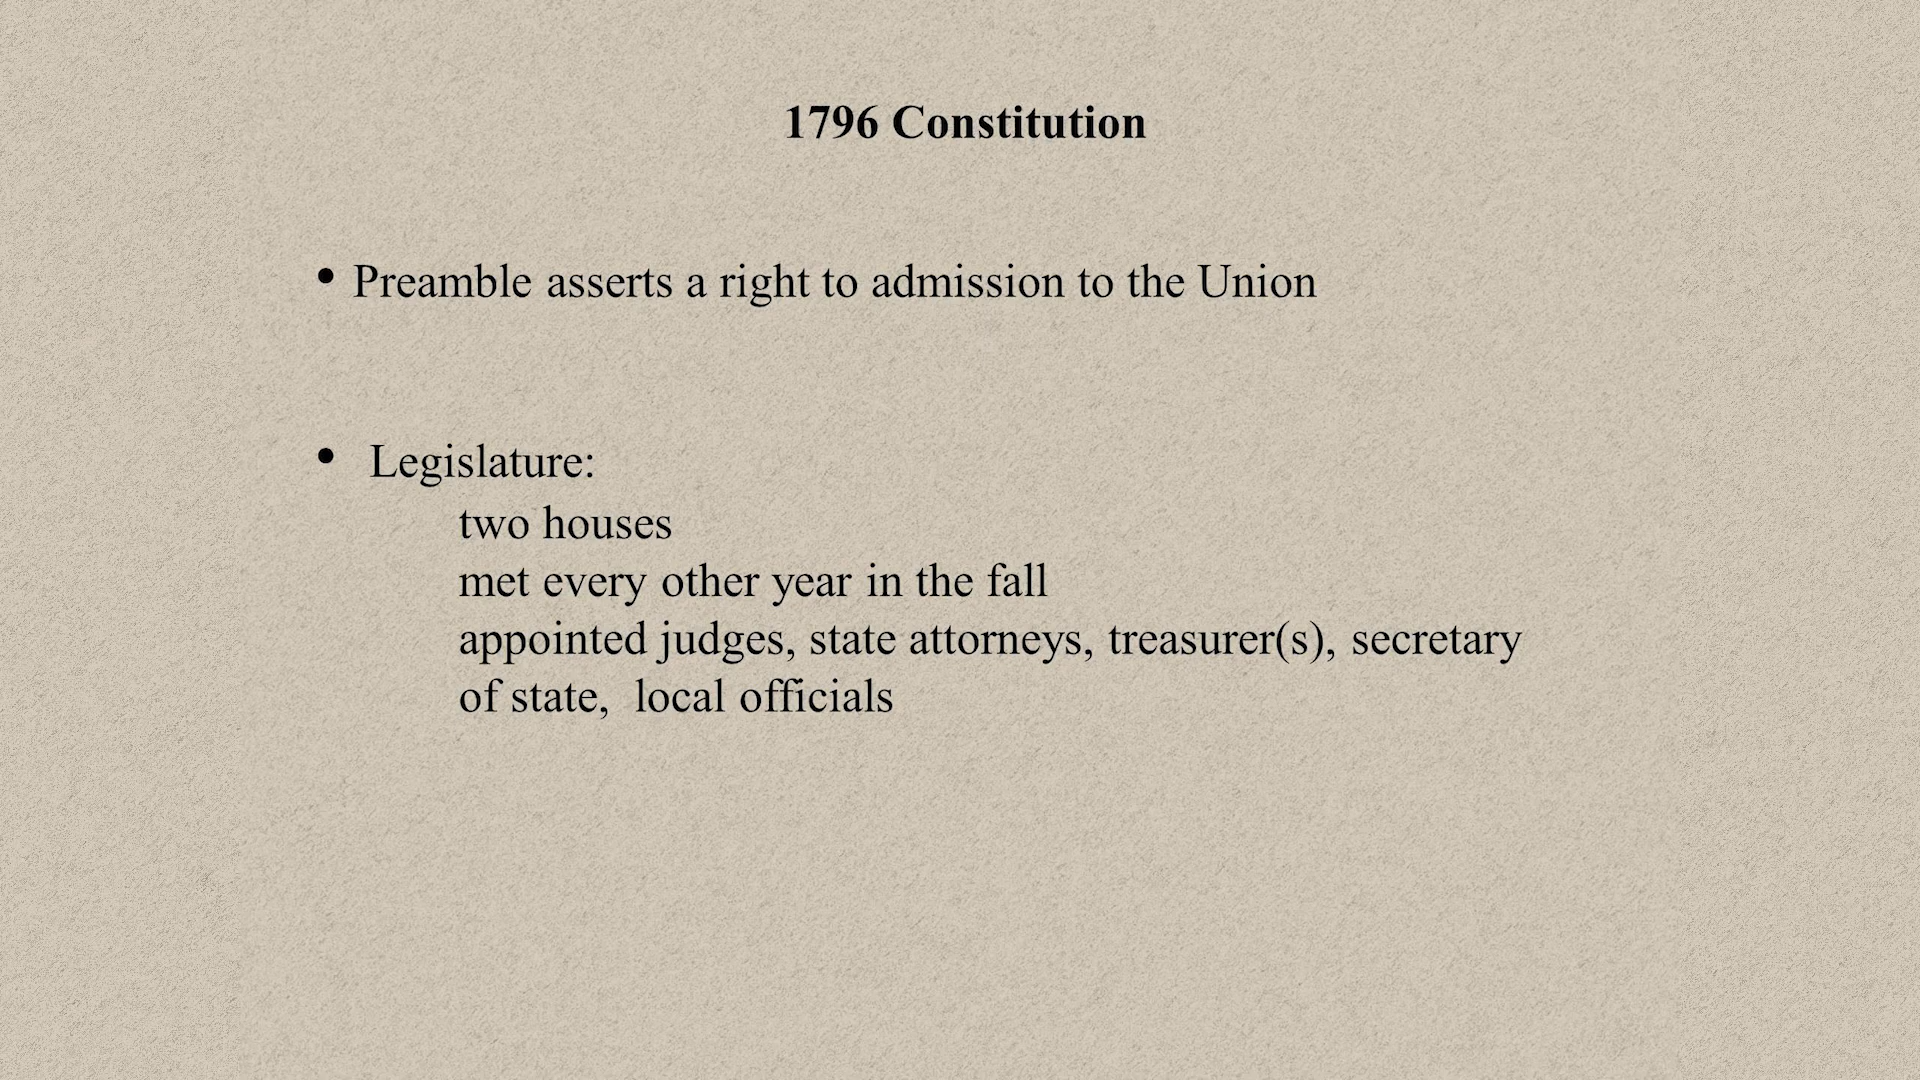 1796 Constitution
• Preamble asserts a right to admission to the Union
• Legislature:
two houses
met every other year in the fall
appointed judges, state attorneys, treasurer(s), secretary
of state,  local officials